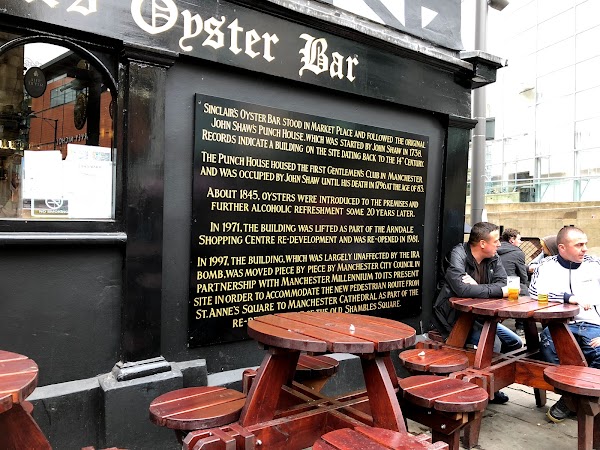 Oyster Bar
SINCLAIR'S OYSTER BAR STOOD IN MARKET PLACE AND FOLLOWED THE ORIGINAL
JOHN SHAW'S PUNCH HOUSE, WHICH WAS STARTED BY JOHN SHAW IN 1738.
RECORDS INDICATE A BUILDING ON THE SITE DATING BACK TO THE 14TH CENTURY.
THE PUNCH HOUSE HOUSED THE FIRST GENTLEMEN'S CLUB IN MANCHESTER
AND WAS OCCUPIED BY JOHN SHAW UNTIL HIS DEATH IN 1796 AT THE AGE OF 83.
ABOUT 1845, OYSTERS WERE INTRODUCED TO THE PREMISES AND
FURTHER ALCOHOLIC REFRESHMENT SOME 20 YEARS LATER.
IN 1971, THE BUILDING WAS LIFTED AS PART OF THE ARNDALE
SHOPPING CENTRE RE-DEVELOPMENT AND WAS RE-OPENED IN 1981.
IN 1997, THE BUILDING, WHICH WAS LARGELY UNAFFECTED BY THE IRA
BOMB, WAS MOVED PIECE BY PIECE BY MANCHESTER CITY COUNCIL IN
PARTNERSHIP WITH MANCHESTER MILLENNIUM TO ITS PRESENT
SITE IN ORDER TO ACCOMMODATE THE NEW PEDESTRIAN ROUTE FROM
ST. ANNE'S SQUARE TO MANCHESTER CATHEDRAL AS PART OF THE
OF THE OLD SHAMBLES SQUARE.